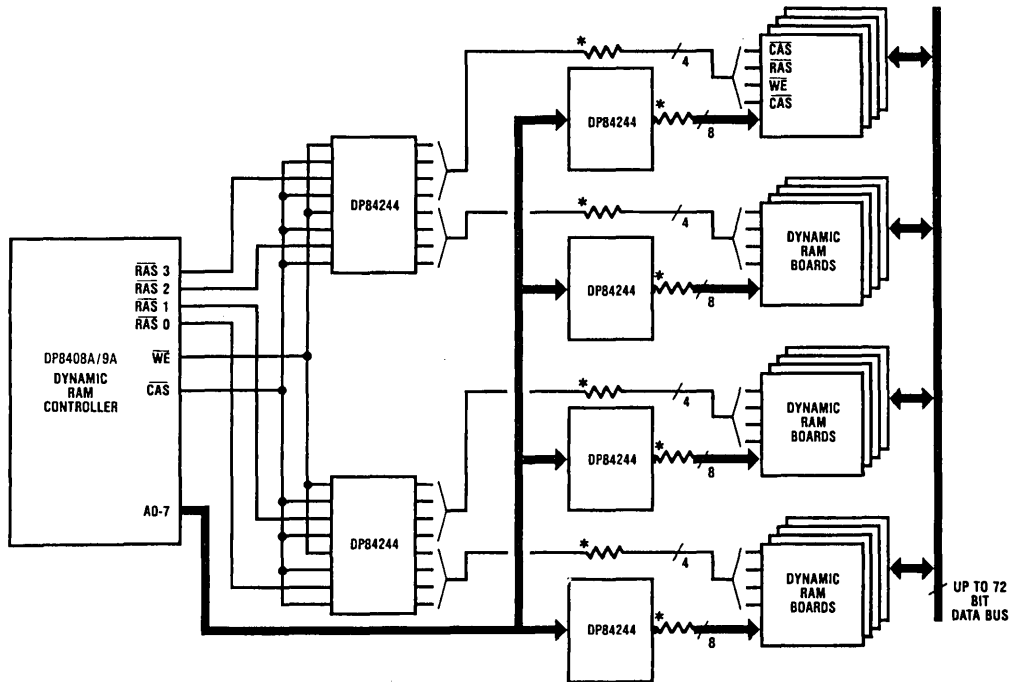 DP8408A/9A
DYNAMIC
RAM
CONTROLLER
RAS 3
RAS 2
RAS 1
RAS 0
WE
CAS
A0-7
DP84244
DP84244
*
4
DP84244
*
8
CAS
RAS
WE
CAS
*
4
DP84244
*
8
DYNAMIC
RAM
BOARDS
*
4
DP84244
*
8
DYNAMIC
RAM
BOARDS
*
4
DP84244
*
8
DYNAMIC
RAM
BOARDS
UP TO 72
BIT
DATA BUS